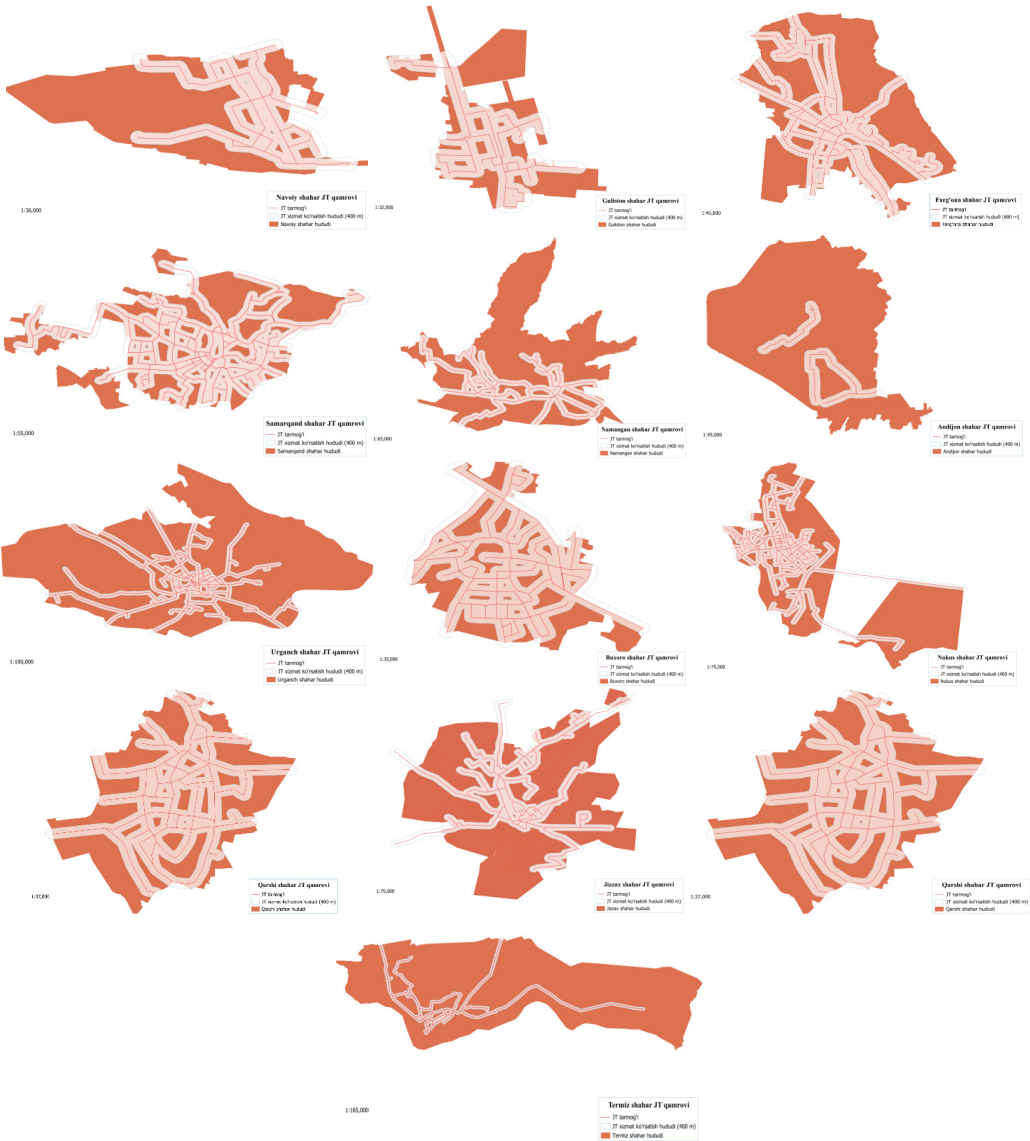 1:36,000
Navoiy shahar JT qamrovi
JT tarmog'i
JT xizmat ko'rsatish hududi (400 m)
Navoiy shahar hududi
1:32,000
Guliston shahar JT qamrovi
JT tarmog'i
JT xizmat ko'rsatish hududi (400 m)
Guliston shahar hududi
1:45,000
Farg'ona shahar JT qamrovi
JT tarmog'i
JT xizmat ko'rsatish hududi (400 m)
Farg'ona shahar hududi
1:55,000
Samarqand shahar JT qamrovi
JT tarmog'i
JT xizmat ko'rsatish hududi (400 m)
Samarqand shahar hududi
1:65,000
Namangan shahar JT qamrovi
JT tarmog'i
JT xizmat ko'rsatish hududi (400 m)
Namangan shahar hududi
1:45,000
Andijon shahar JT qamrovi
JT tarmog'i
JT xizmat ko'rsatish hududi (400 m)
Andijon shahar hududi
1:100,000
Urganch shahar JT qamrovi
JT tarmog'i
JT xizmat ko'rsatish hududi (400 m)
Urganch shahar hududi
1:35,000
Buxoro shahar JT qamrovi
JT tarmog'i
JT xizmat ko'rsatish hududi (400 m)
Buxoro shahar hududi
1:75,000
Nukus shahar JT qamrovi
JT tarmog'i
JT xizmat ko'rsatish hududi (400 m)
Nukus shahar hududi
1:37,000
Qarshi shahar JT qamrovi
JT tarmog'i
JT xizmat ko'rsatish hududi (400 m)
Qarshi shahar hududi
1:75,000
Jizzax shahar JT qamrovi
JT tarmog'i
JT xizmat ko'rsatish hududi (400 m)
Jizzax shahar hududi
1:37,000
Qarshi shahar JT qamrovi
JT tarmog'i
JT xizmat ko'rsatish hududi (400 m)
Qarshi shahar hududi
1:165,000
Termiz shahar JT qamrovi
JT tarmog'i
JT xizmat ko'rsatish hududi (400 m)
Termiz shahar hududi